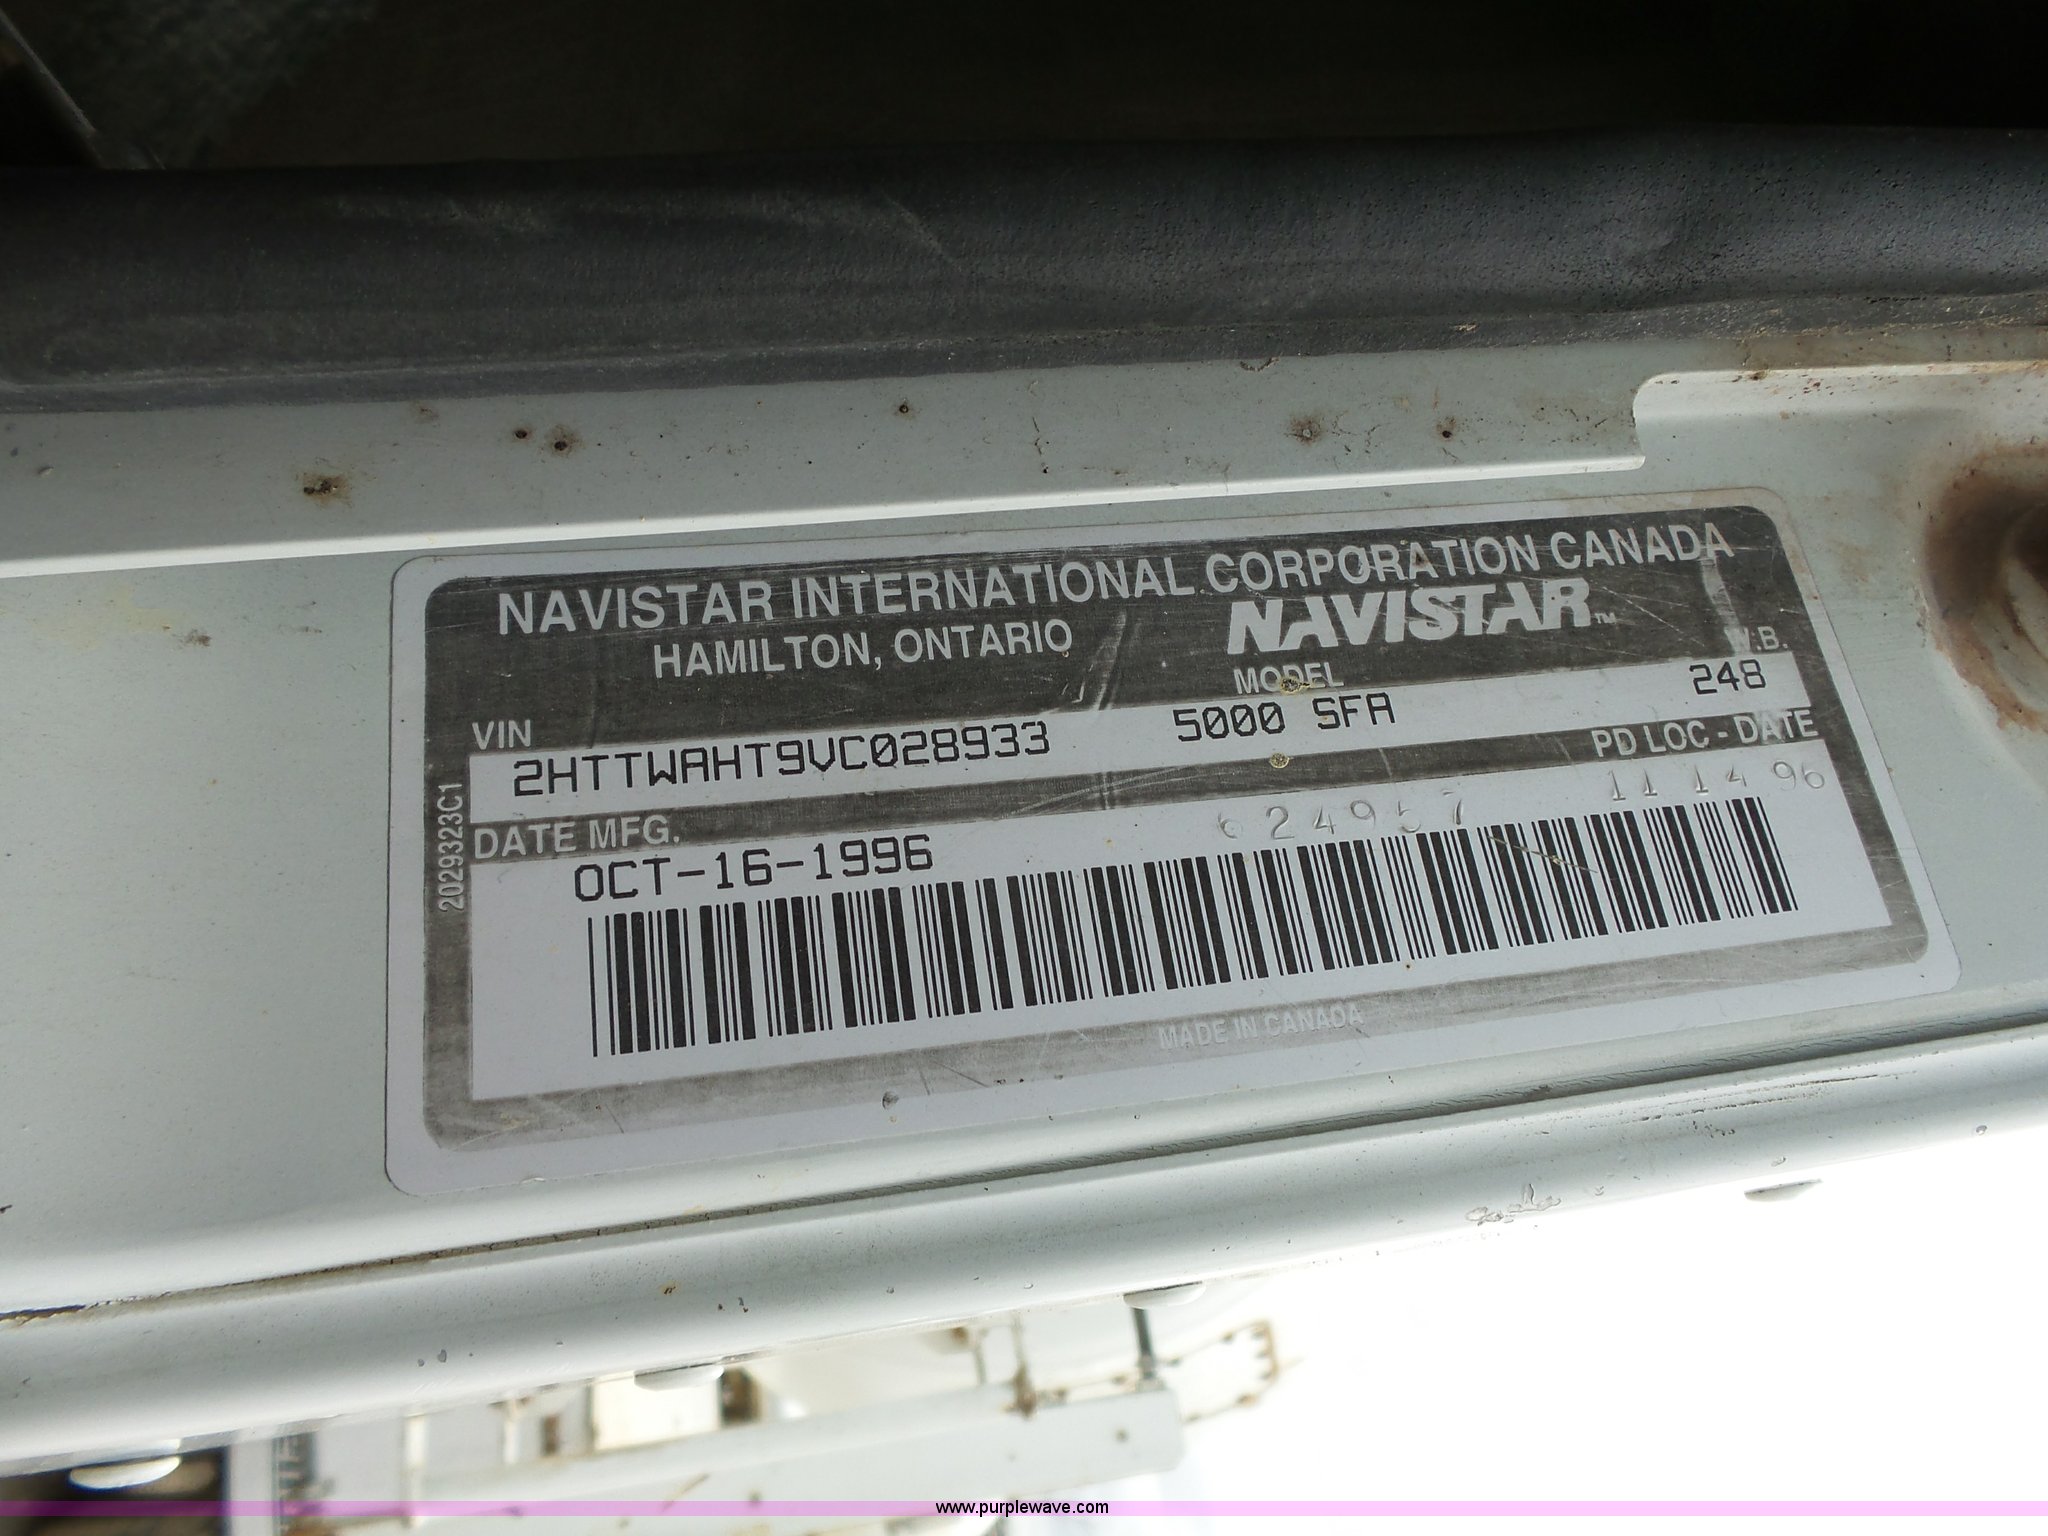 NAVISTAR INTERNATIONAL CORPORATION CANADA
HAMILTON, ONTARIO
NAVISTAR™
VIN
MODEL
W.B.
2HTTWAHT9VC028933
5000 SFA
248
DATE MFG.
PD LOC - DATE
OCT-16-1996
624957
11 14 96
2029323C1
MADE IN CANADA
www.purplewave.com